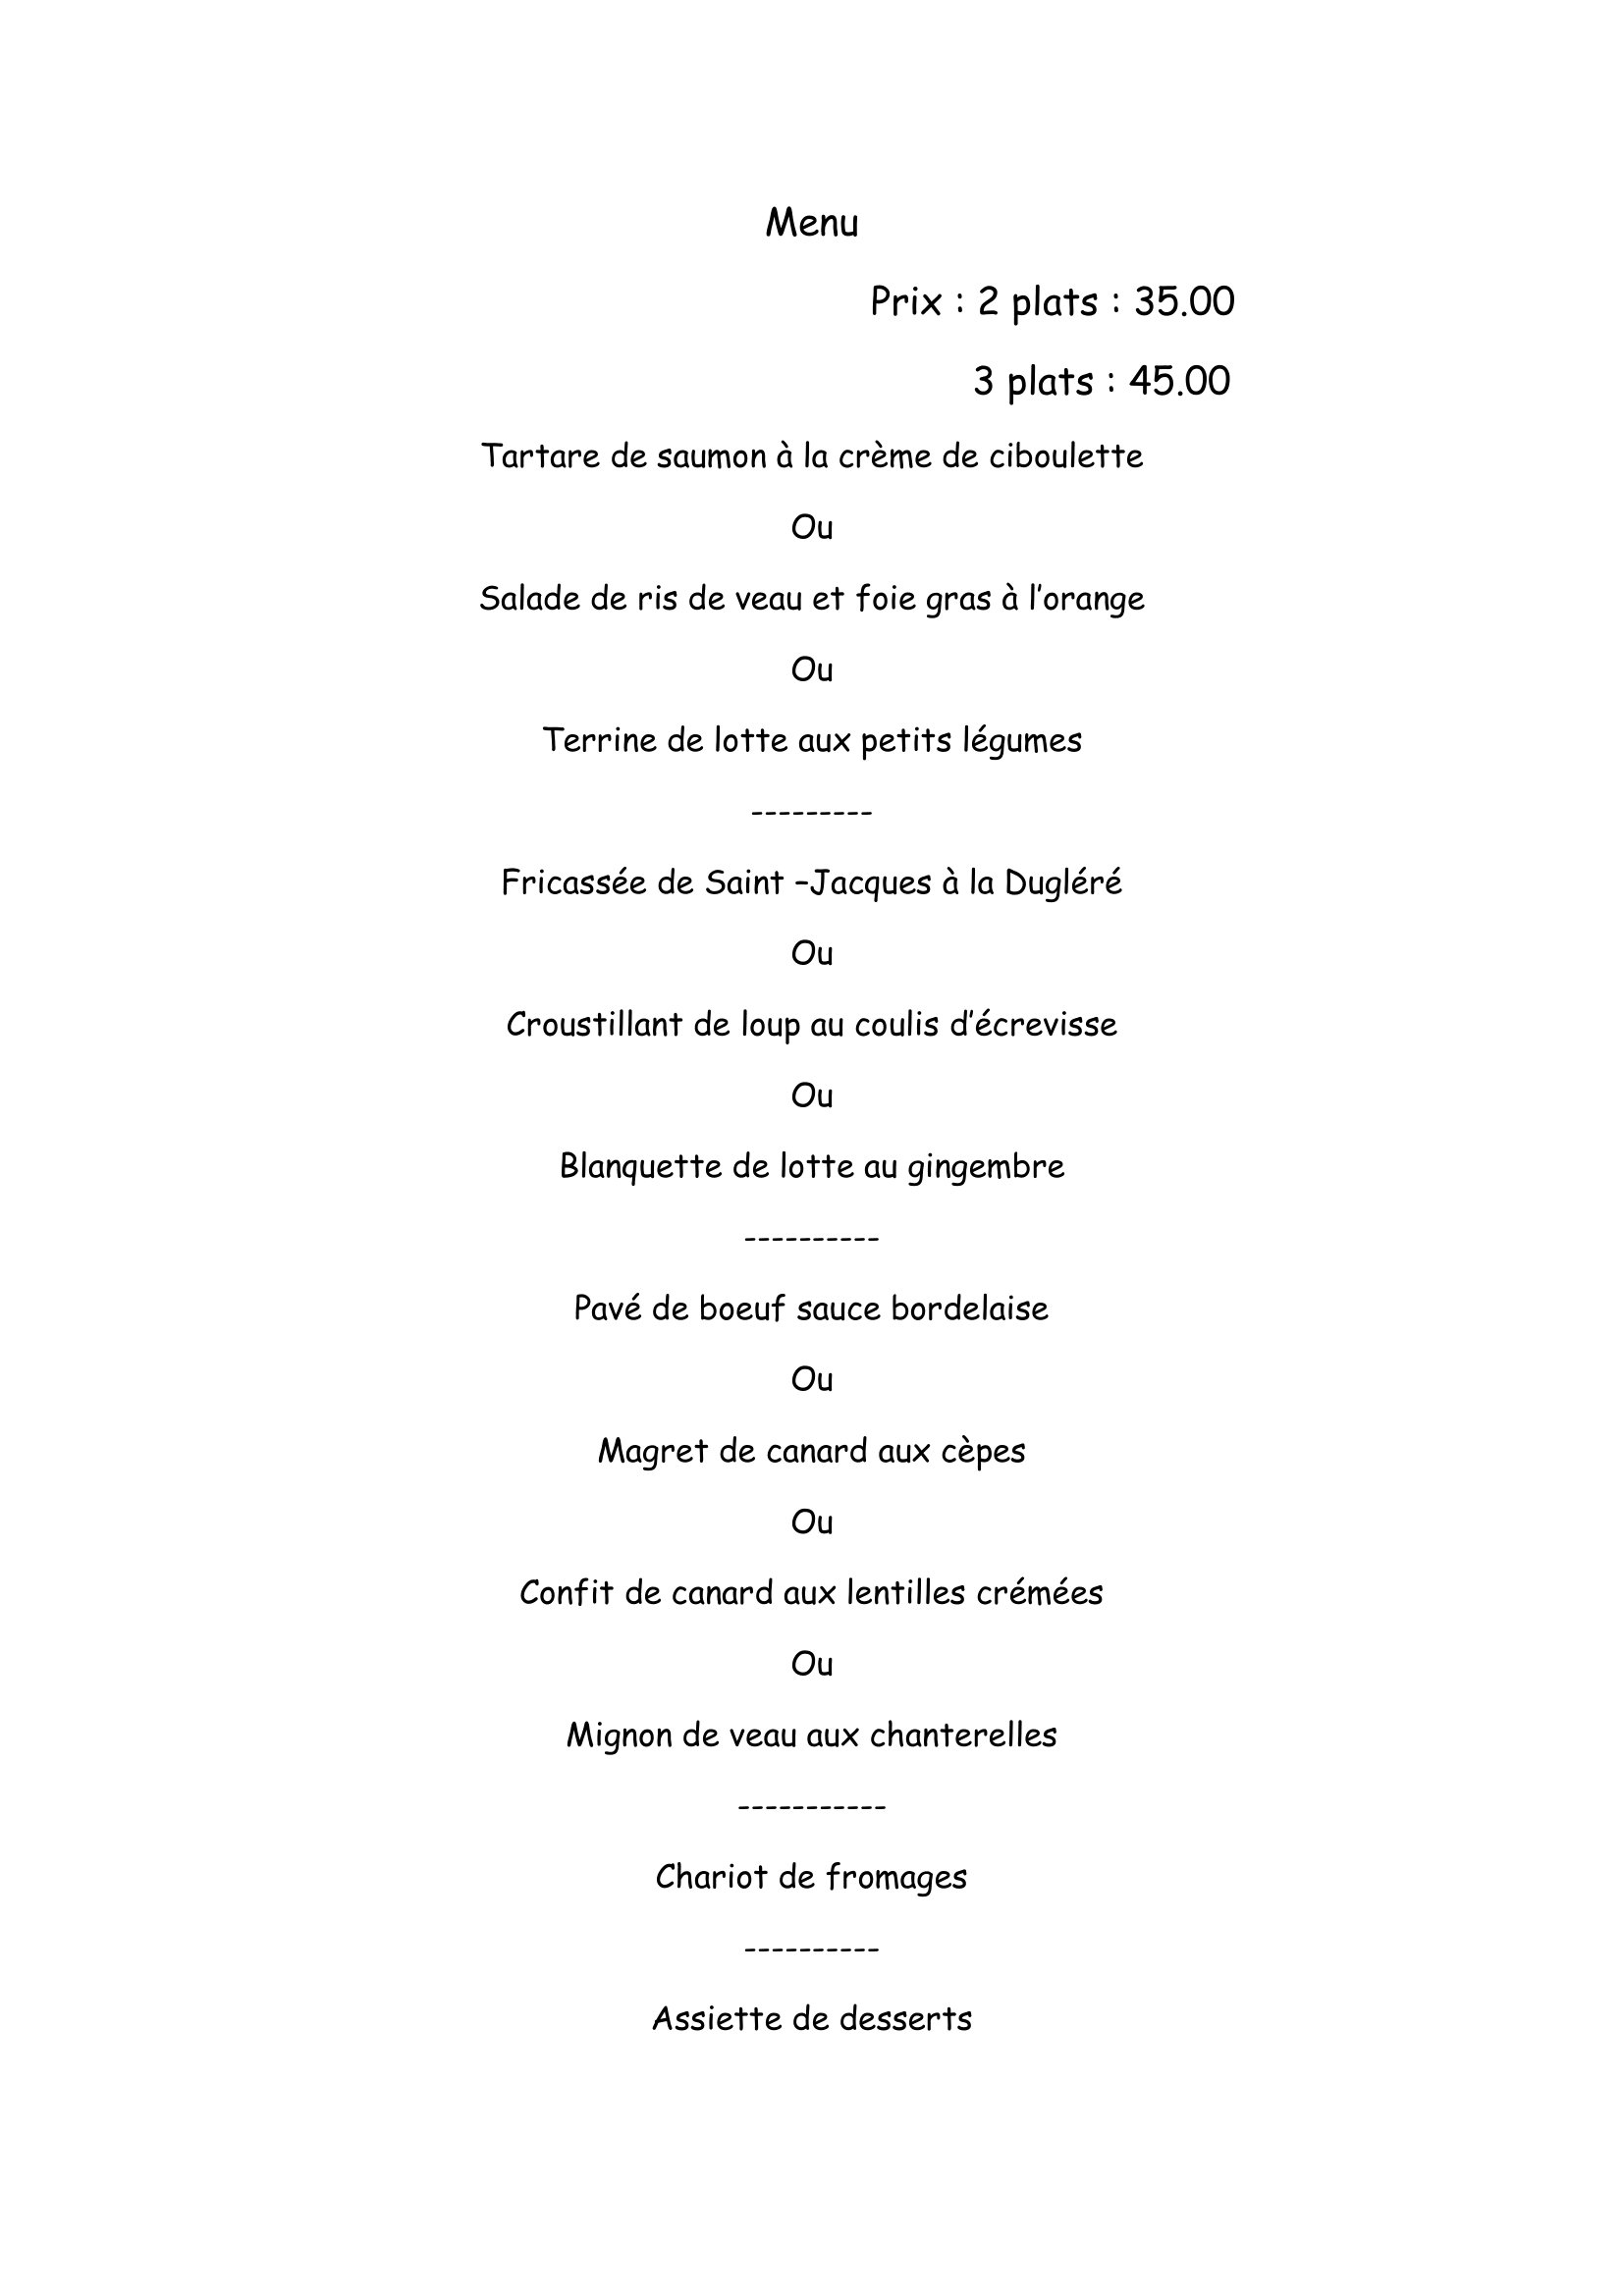 Menu
Prix : 2 plats : 35.00
3 plats : 45.00
Tartare de saumon à la crème de ciboulette
Ou
Salade de ris de veau et foie gras à l’orange
Ou
Terrine de lotte aux petits légumes
---------
Fricassée de Saint –Jacques à la Dugléré
Ou
Croustillant de loup au coulis d’écrevisse
Ou
Blanquette de lotte au gingembre
----------
Pavé de boeuf sauce bordelaise
Ou
Magret de canard aux cèpes
Ou
Confit de canard aux lentilles crémées
Ou
Mignon de veau aux chanterelles
-----------
Chariot de fromages
----------
Assiette de desserts